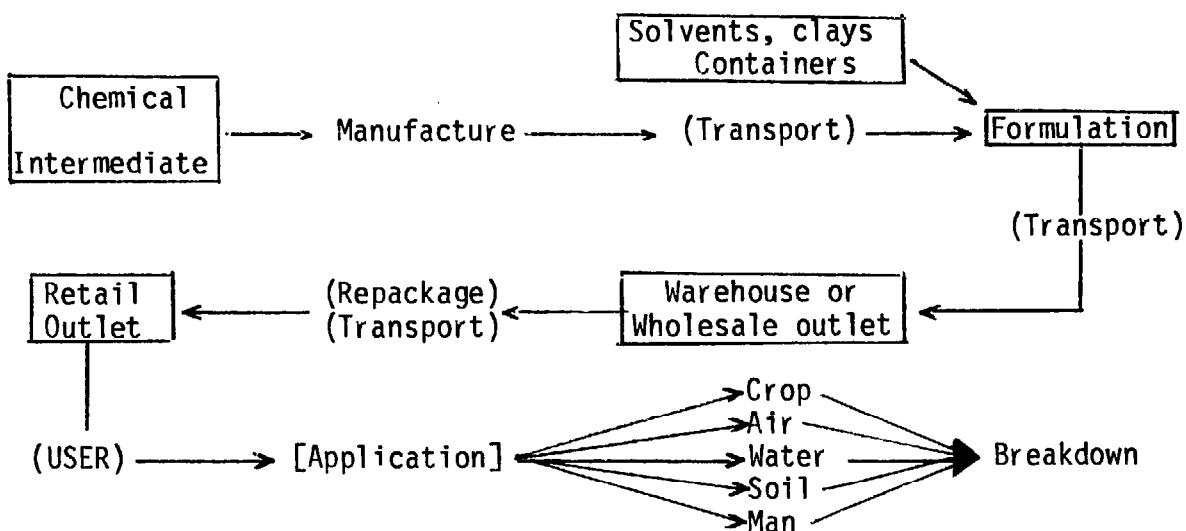 Solvents, clays
Containers
Chemical
Intermediate
Manufacture
(Transport)
Formulation
(Transport)
Warehouse or
Wholesale outlet
(Repackage)
(Transport)
Retail
Outlet
(USER)
[Application]
Crop
Air
Water
Soil
Man
Breakdown